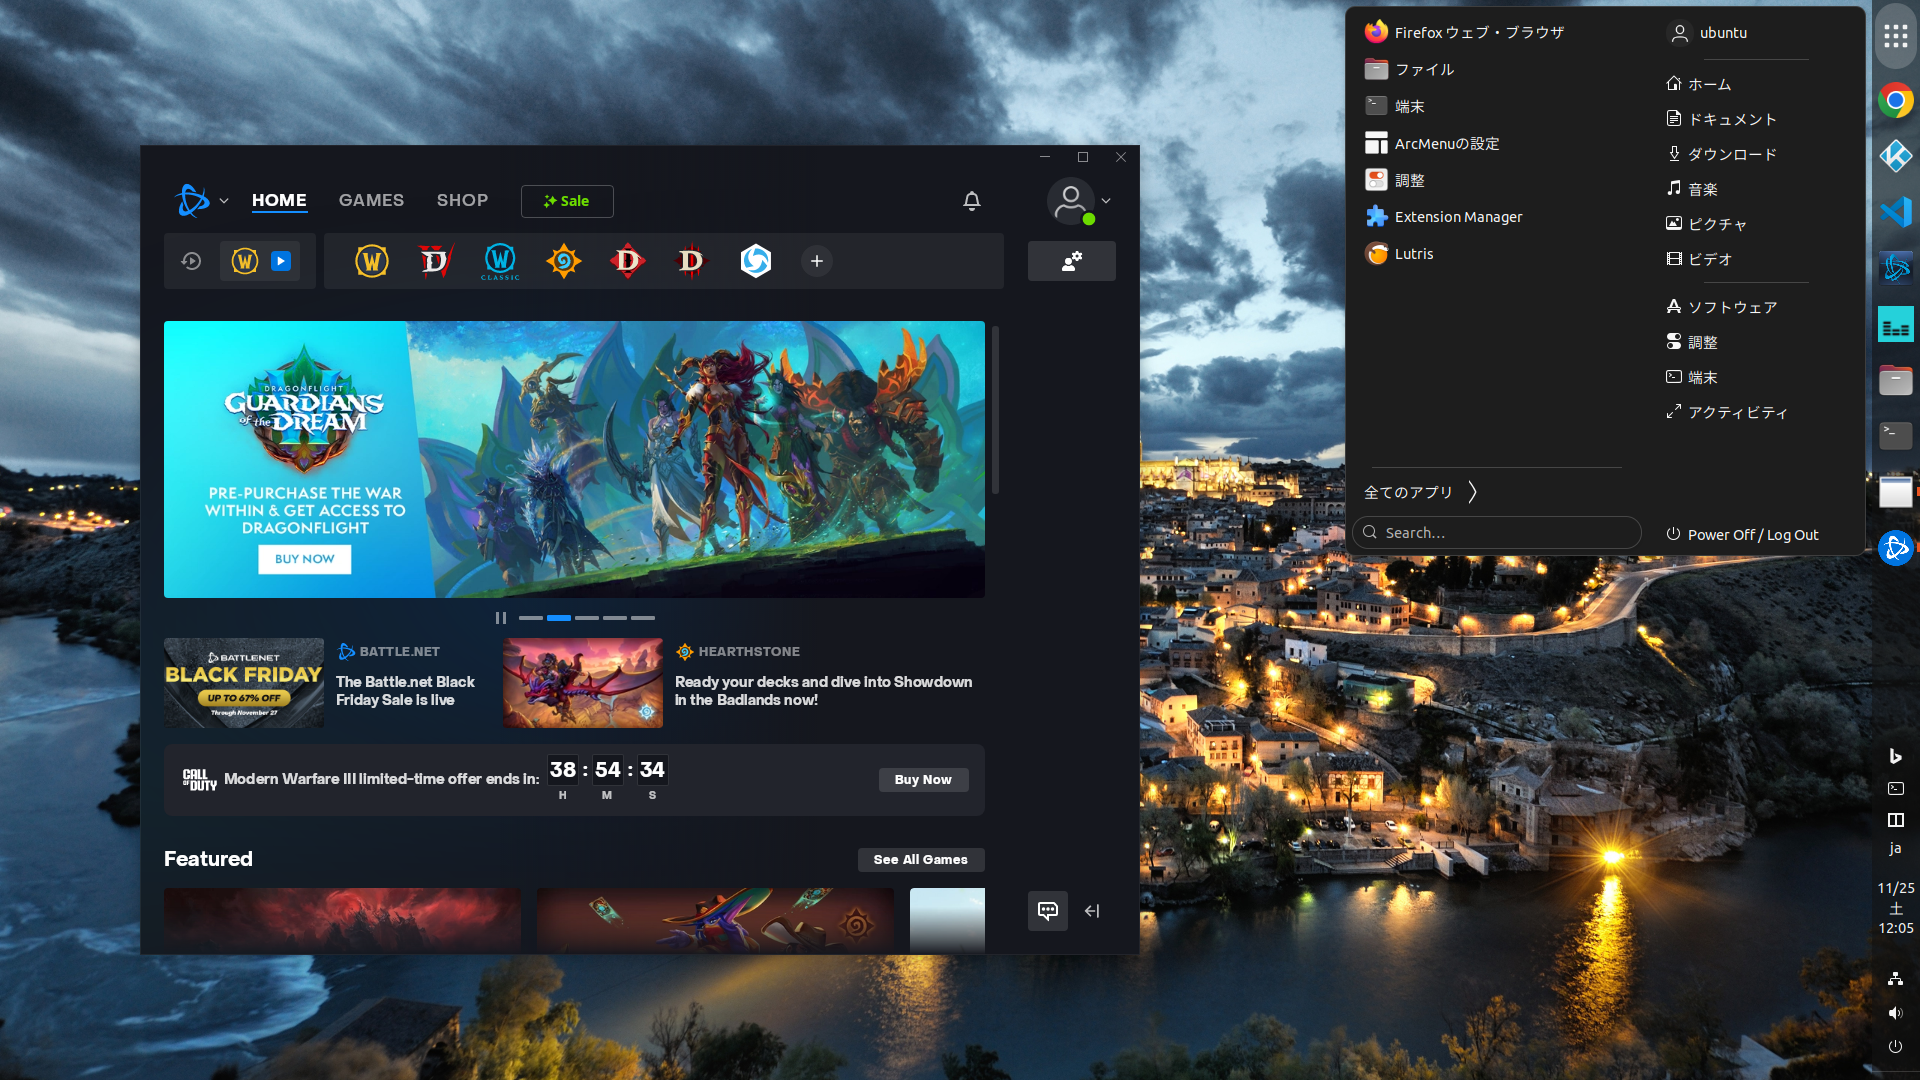 HOME
GAMES
SHOP
Sale
CLASSIC
DRAGONFLIGHT
GUARDIANS
of the DREAM
PRE-PURCHASE THE WAR
WITHIN & GET ACCESS TO
DRAGONFLIGHT
BUY NOW
BATTLE.NET
BLACK FRIDAY
UP TO 67% OFF
Through November 27
BATTLE.NET
The Battle.net Black
Friday Sale is live
HEARTHSTONE
Ready your decks and dive into Showdown
in the Badlands now!
CALL
OF DUTY
Modern Warfare III limited-time offer ends in:
38 : 54 : 34
H M S
Buy Now
Featured
See All Games
Firefox ウェブ・ブラウザ
ファイル
端末
ArcMenuの設定
調整
Extension Manager
Lutris
全てのアプリ
Search…
ubuntu
ホーム
ドキュメント
ダウンロード
音楽
ピクチャ
ビデオ
ソフトウェア
調整
端末
アクティビティ
Power Off / Log Out
ja
11/25
土
12:05